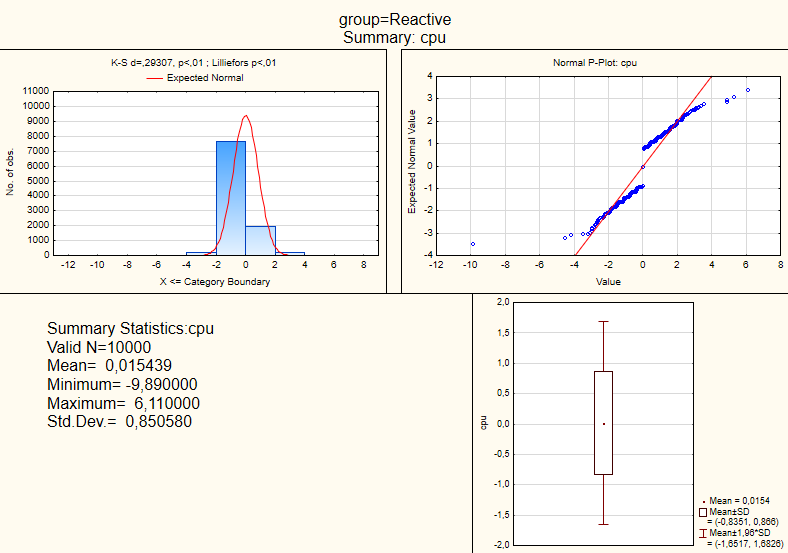 group=Reactive
Summary: cpu
K-S d=,29307, p<,01 ; Lilliefors p<,01
Expected Normal
11000
10000
9000
8000
7000
6000
5000
4000
3000
2000
1000
0
No. of obs.
-12 -10 -8 -6 -4 -2 0 2 4 6 8
X <= Category Boundary
Normal P-Plot: cpu
4
3
2
1
0
-1
-2
-3
-4
Expected Normal Value
-12 -10 -8 -6 -4 -2 0 2 4 6 8
Value
Summary Statistics:cpu
Valid N=10000
Mean= 0,015439
Minimum= -9,890000
Maximum= 6,110000
Std.Dev.= 0,850580
2,0
1,5
1,0
0,5
0,0
-0,5
-1,0
-1,5
-2,0
cpu
Mean = 0,0154
Mean±SD
= (-0,8351, 0,866)
Mean±1,96*SD
= (-1,6517, 1,6826)